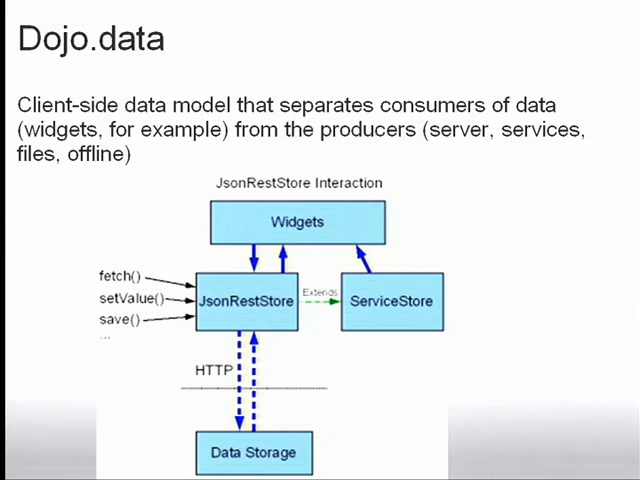 Dojo.data
Client-side data model that separates consumers of data
(widgets, for example) from the producers (server, services,
files, offline)
JsonRestStore Interaction
Widgets
fetch()
setValue()
save()
...
JsonRestStore
Extends
ServiceStore
HTTP
Data Storage